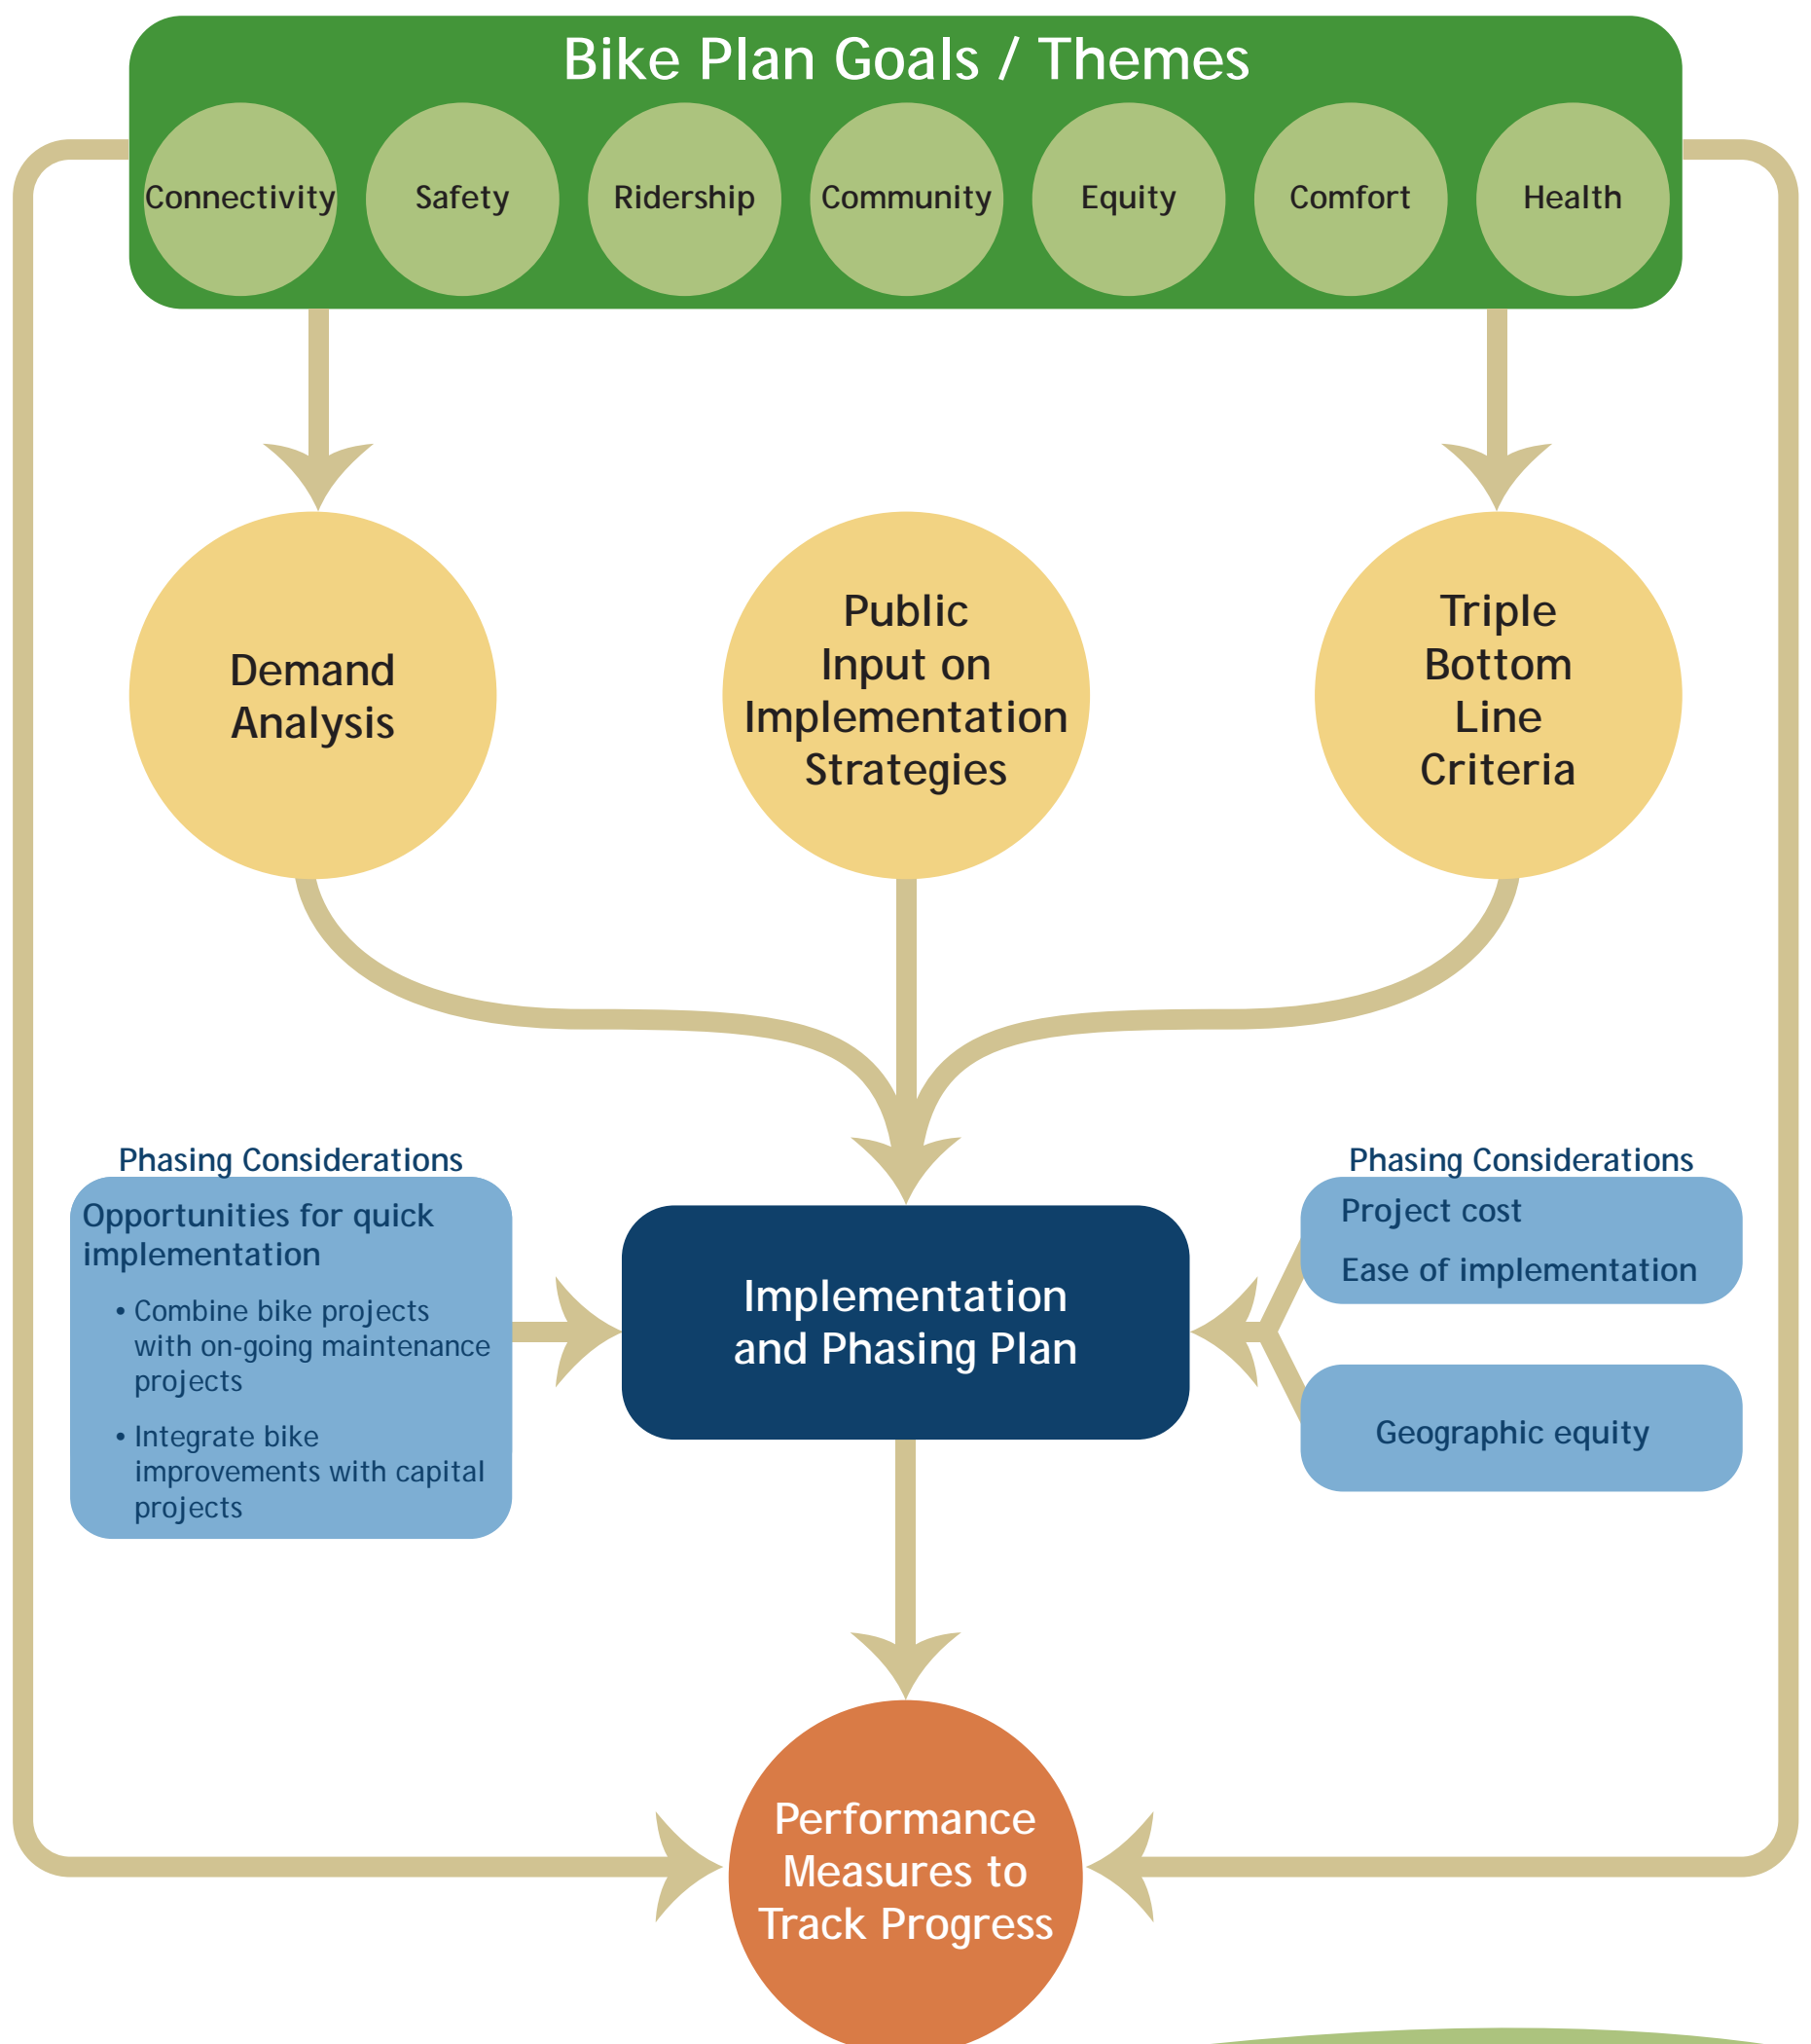 Bike Plan Goals / Themes
Connectivity
Safety
Ridership
Community
Equity
Comfort
Health
Demand
Analysis
Public
Input on
Implementation
Strategies
Triple
Bottom
Line
Criteria
Phasing Considerations
Opportunities for quick
implementation
• Combine bike projects
with on-going maintenance
projects
• Integrate bike
improvements with capital
projects
Implementation
and Phasing Plan
Phasing Considerations
Project cost
Ease of implementation
Geographic equity
Performance
Measures to
Track Progress